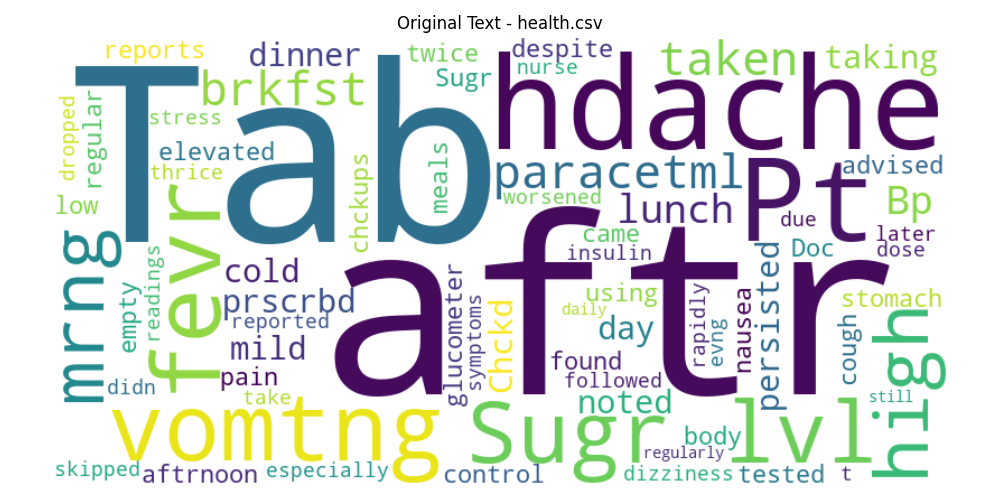 Original Text - health.csv
reports
dinner
twice
despite
taken
taking
Sugr
nurse
brkfst
Tab
hdache
dropped
regular
stress
elevated
thrice
chckups
meals
paracetml
worsened
Pt
advised
low
fevr
lunch
due
Bp
later
dose
came
insulin
Doc
mrng
empty
readings
cold
prscrbd
reported
aftr
glucometer
symptoms
Chckd
using
daily
day
rapidly
evng
nausea
persisted
stomach
cough
high
mild
pain
found
followed
didn
take
noted
still
vomtng
Sugr
lvl
body
regularly
skipped
aftrnoon
especially
control
dizziness
tested
t